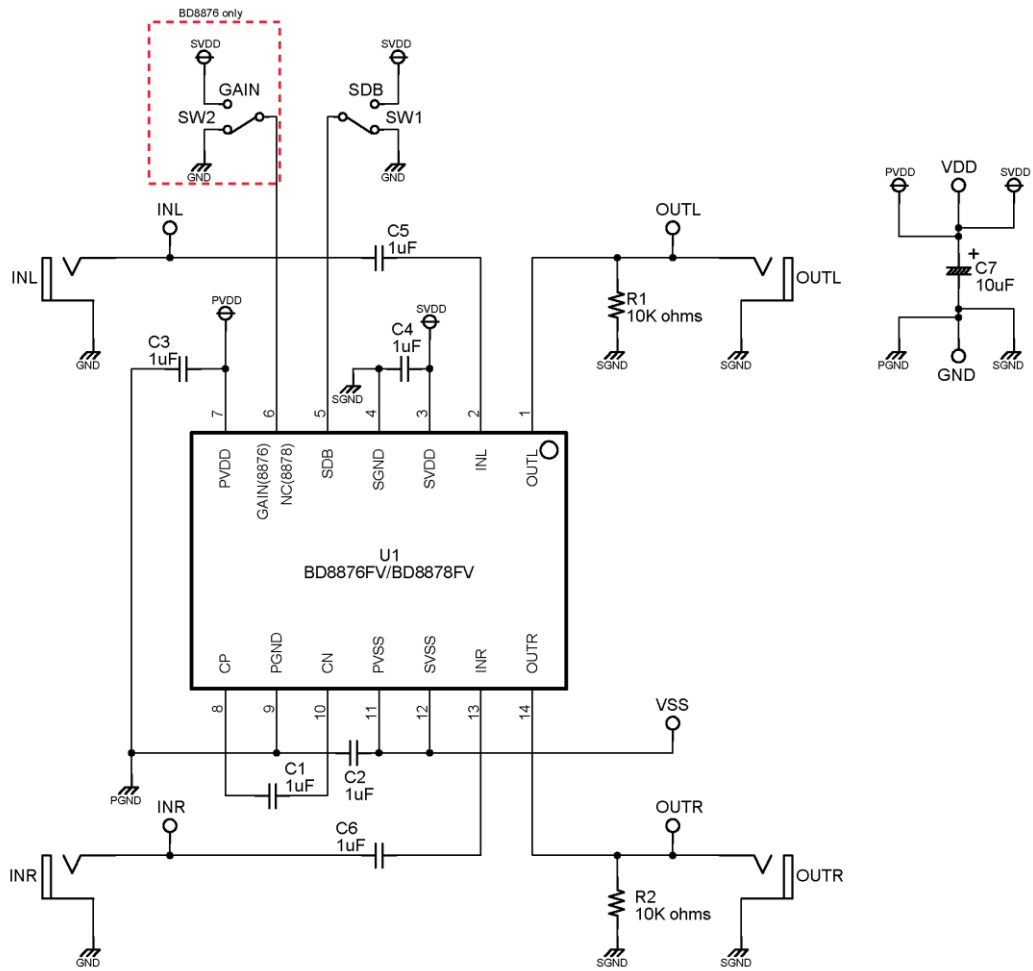 BD8876 only
SVDD
SVDD
GAIN
SDB
SW2
SW1
GND
GND
PVDD
VDD
SVDD
INL
C5
1uF
OUTL
INL
OUTL
+
C7
10uF
PVDD
SVDD
R1
10K ohms
C3
1uF
C4
1uF
GND
SGND
SGND
SGND
PGND
GND
SGND
7
6
5
4
3
2
1
PVDD
GAIN(8876)
NC(8878)
SDB
SGND
SVDD
INL
OUTL
U1
BD8876FV/BD8878FV
CP
PGND
CN
PVSS
SVSS
INR
OUTR
8
9
10
11
12
13
14
VSS
C1
1uF
C2
1uF
PGND
INR
C6
1uF
OUTR
INR
OUTR
R2
10K ohms
GND
SGND
SGND